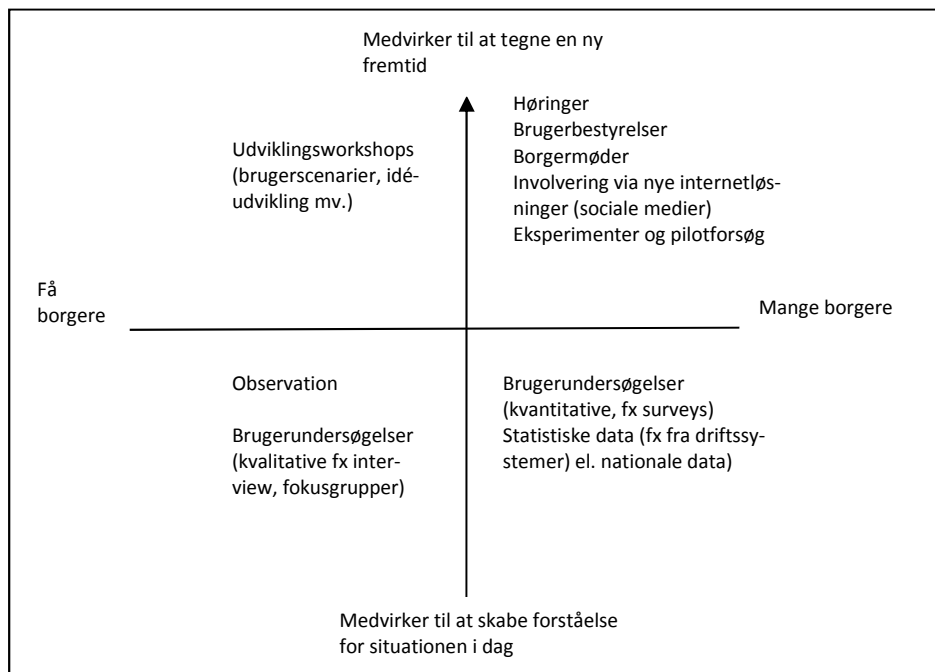 Medvirker til at tegne en ny
fremtid
Udviklingsworkshops
(brugerscenarier, idé-
udvikling mv.)
Høringer
Brugerbestyrelser
Borgermøder
Involvering via nye internetløs-
ninger (sociale medier)
Eksperimenter og pilotforsøg
Få
borgere
Mange borgere
Observation
Brugerundersøgelser
(kvalitative fx inter-
view, fokusgrupper)
Brugerundersøgelser
(kvantitative, fx surveys)
Statistiske data (fx fra driftssy-
stemer) el. nationale data)
Medvirker til at skabe forståelse
for situationen i dag